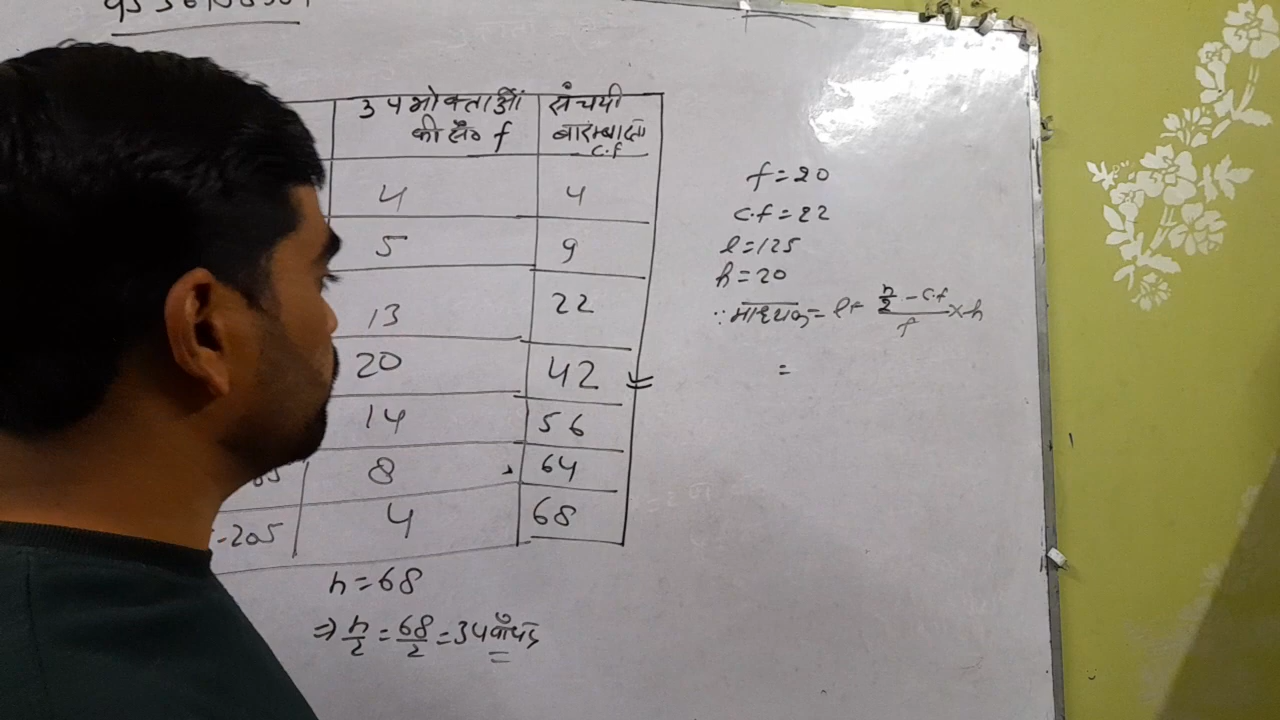 उपभोक्ताओं
की सं० f
संचयी
बारम्बारता
c.f
4 4
5 9
13 22
20 42
14 56
8 64
-205 4 68
n=68
⇒ n/2 = 68/2 = 34वाँ पद
f=20
c.f=22
l=125
h=20
∵ माध्यक = l+ (n/2 - c.f)/f × h
=